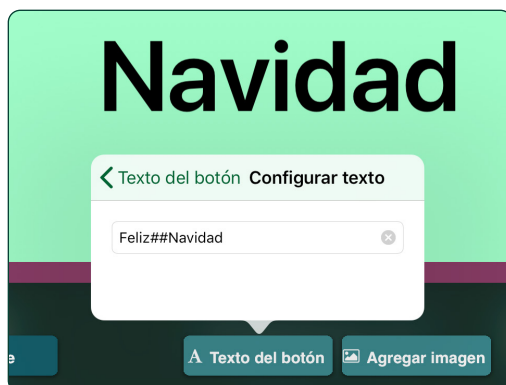 Navidad
Texto del botón Configurar texto
Feliz##Navidad
e A Texto del botón Agregar imagen